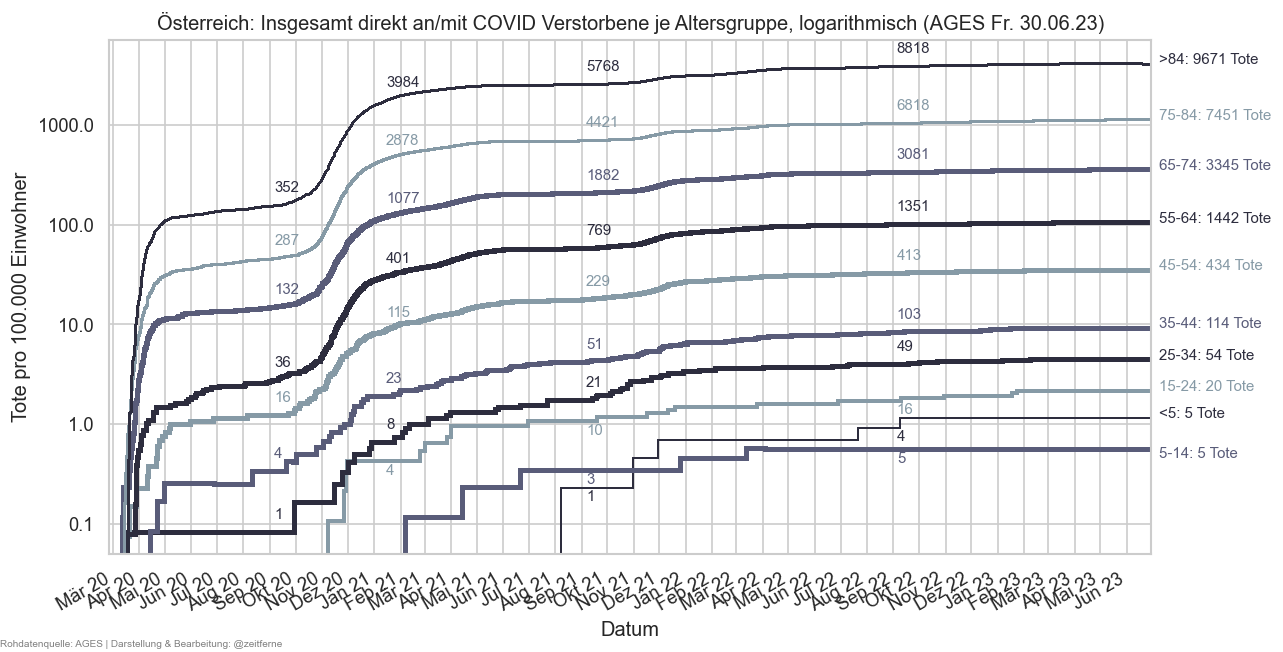 Österreich: Insgesamt direkt an/mit COVID Verstorbene je Altersgruppe, logarithmisch (AGES Fr. 30.06.23)
Tote pro 100.000 Einwohner
1000.0
100.0
10.0
1.0
0.1
352
287
132
36
16
4
1
3984
2878
1077
401
115
23
8
4
5768
4421
1882
769
229
51
21
10
3
1
8818
6818
3081
1351
413
103
49
16
4
5
>84: 9671 Tote
75-84: 7451 Tote
65-74: 3345 Tote
55-64: 1442 Tote
45-54: 434 Tote
35-44: 114 Tote
25-34: 54 Tote
15-24: 20 Tote
<5: 5 Tote
5-14: 5 Tote
Mär 20
Apr 20
Mai 20
Jun 20
Jul 20
Aug 20
Sep 20
Okt 20
Nov 20
Dez 20
Jan 21
Feb 21
Mär 21
Apr 21
Mai 21
Jun 21
Jul 21
Aug 21
Sep 21
Okt 21
Nov 21
Dez 21
Jan 22
Feb 22
Mär 22
Apr 22
Mai 22
Jun 22
Jul 22
Aug 22
Sep 22
Okt 22
Nov 22
Dez 22
Jan 23
Feb 23
Mär 23
Apr 23
Mai 23
Jun 23
Datum
Rohdatenquelle: AGES | Darstellung & Bearbeitung: @zeitferne